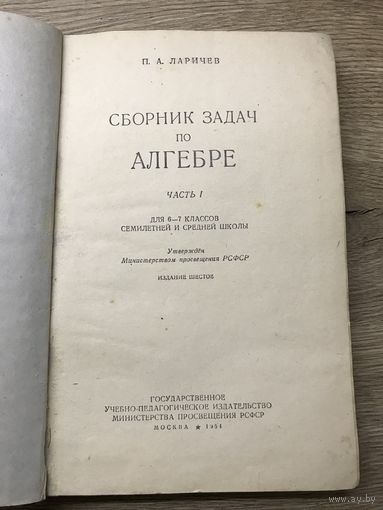 П. А. ЛАРИЧЕВ
СБОРНИК ЗАДАЧ
ПО
АЛГЕБРЕ
ЧАСТЬ I
ДЛЯ 6—7 КЛАССОВ
СЕМИЛЕТНЕЙ И СРЕДНЕЙ ШКОЛЫ
Утверждён
Министерством просвещения РСФСР
ИЗДАНИЕ ШЕСТОЕ
ГОСУДАРСТВЕННОЕ
УЧЕБНО-ПЕДАГОГИЧЕСКОЕ ИЗДАТЕЛЬСТВО
МИНИСТЕРСТВА ПРОСВЕЩЕНИЯ РСФСР
МОСКВА ★ 1954
www.ay.by